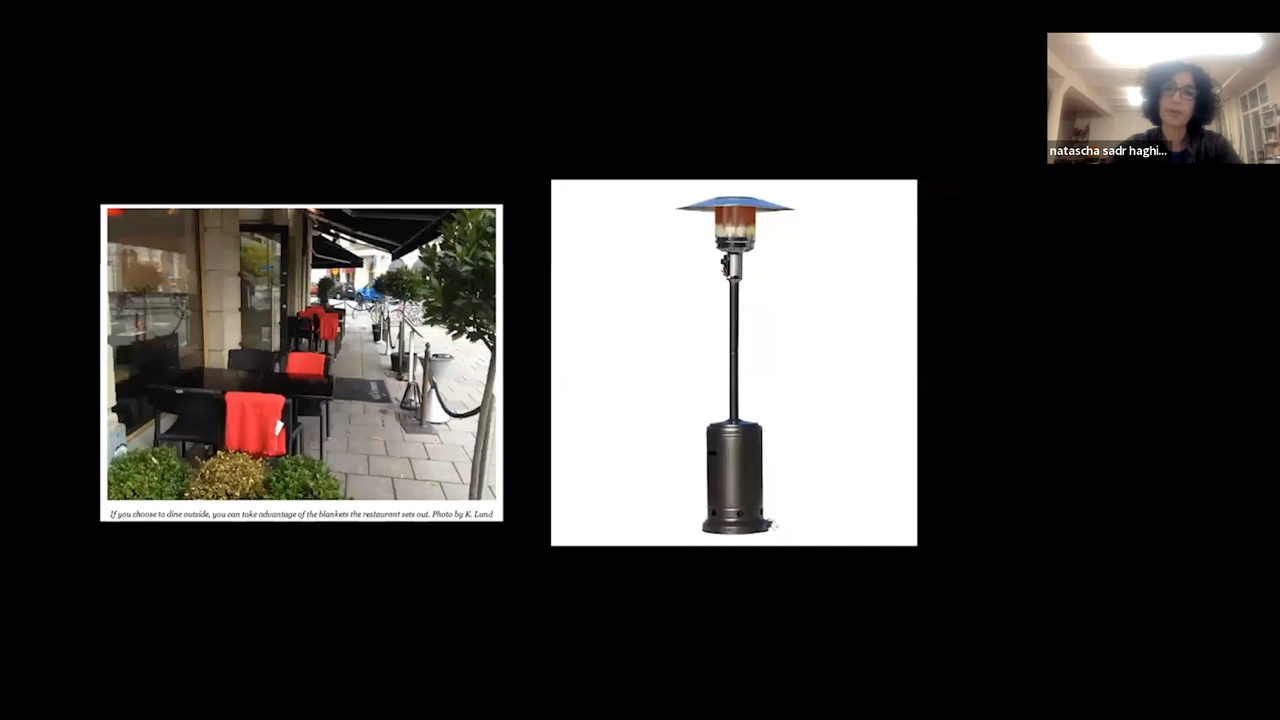 natascha sadr haghi...
If you choose to dine outside, you can take advantage of the blankets the restaurant sets out. Photo by K. Lund